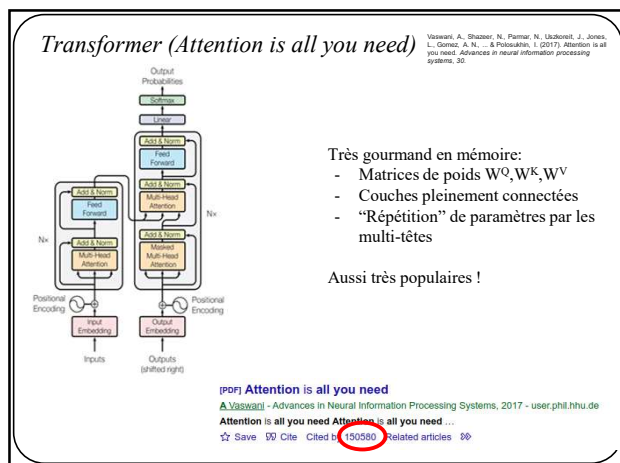 Transformer (Attention is all you need)
Vaswani, A., Shazeer, N., Parmar, N., Uszkoreit, J., Jones,
L., Gomez, A. N., ... & Polosukhin, I. (2017). Attention is all
you need. Advances in neural information processing
systems, 30.
Output
Probabilities
Softmax
Linear
Add & Norm
Feed
Forward
Add & Norm
Multi-Head
Attention
Add & Norm
Masked
Multi-Head
Attention
Nx
Add & Norm
Feed
Forward
Add & Norm
Multi-Head
Attention
Nx
Positional
Encoding
Positional
Encoding
Input
Embedding
Output
Embedding
Inputs
Outputs
(shifted right)
Très gourmand en mémoire:
- Matrices de poids W^Q,W^K,W^V
- Couches pleinement connectées
- “Répétition” de paramètres par les
multi-têtes
Aussi très populaires !
[PDF] Attention is all you need
A Vaswani - Advances in Neural Information Processing Systems, 2017 - user.phil.hhu.de
Attention is all you need Attention is all you need ...
Save Cite Cited by 150580 Related articles